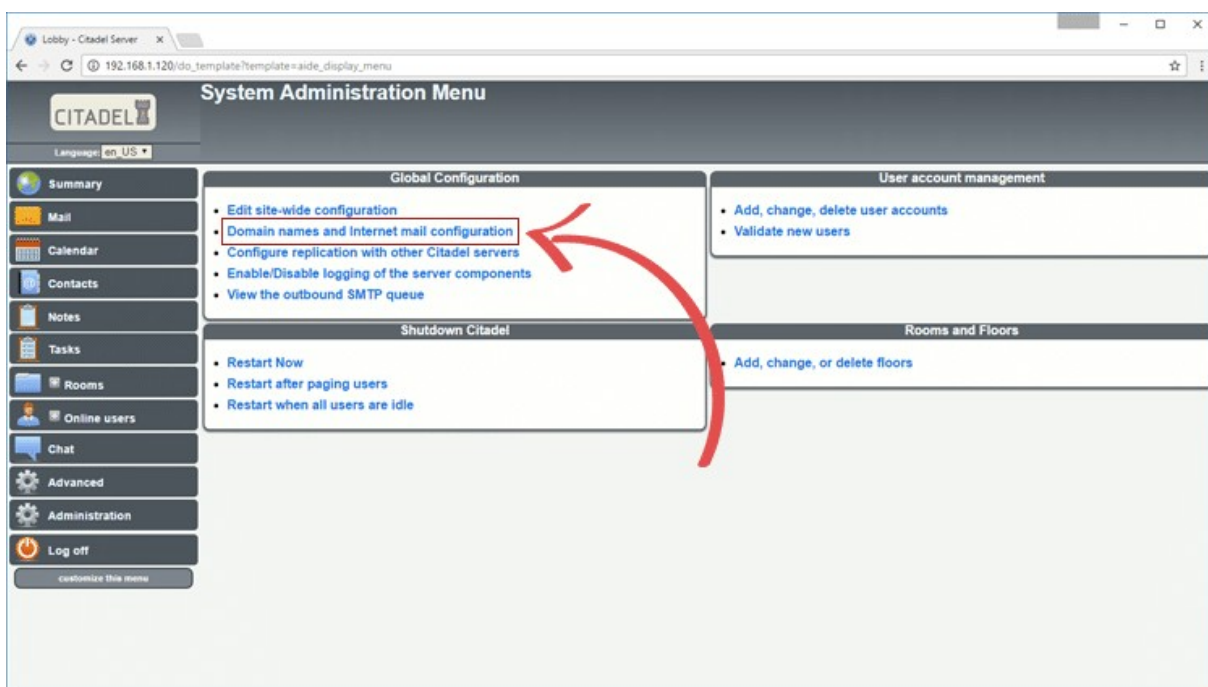 Lobby - Citadel Server
192.168.1.120/do_template?template=aide_display_menu
CITADEL
System Administration Menu
Language: en_US
Summary
Mail
Calendar
Contacts
Notes
Tasks
Rooms
Online users
Chat
Advanced
Administration
Log off
customize this menu
Global Configuration
Edit site-wide configuration
Domain names and Internet mail configuration
Configure replication with other Citadel servers
Enable/Disable logging of the server components
View the outbound SMTP queue
User account management
Add, change, delete user accounts
Validate new users
Shutdown Citadel
Restart Now
Restart after paging users
Restart when all users are idle
Rooms and Floors
Add, change, or delete floors